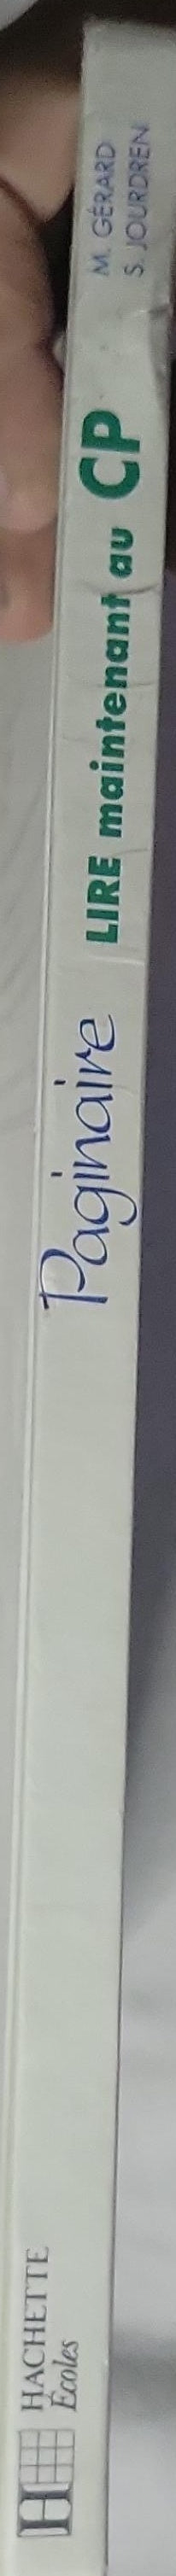 HACHETTE
Écoles
Paginaire LIRE maintenant au CP
M. GÉRARD
S. JOURDREN